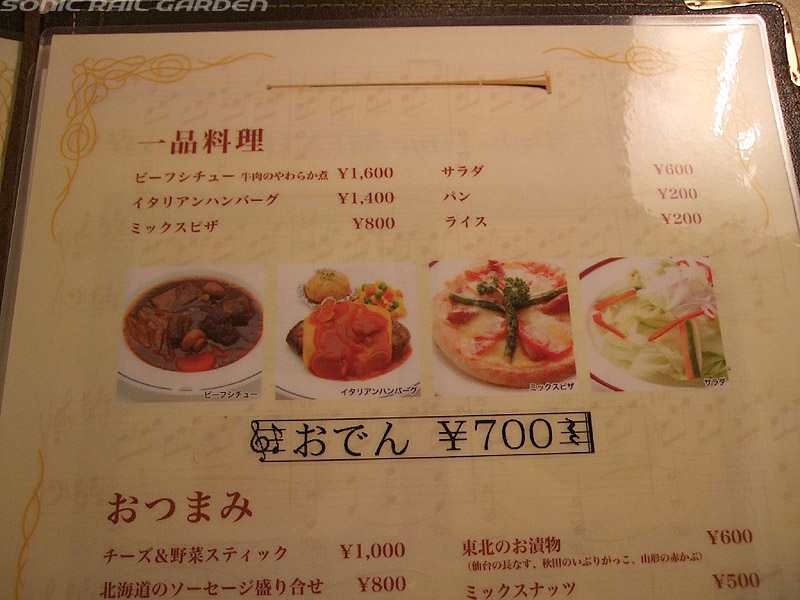 SONIC RAIL GARDEN
一品料理
ビーフシチュー 牛肉のやわらか煮 ¥1,600
イタリアンハンバーグ ¥1,400
ミックスピザ ¥800
サラダ ¥600
パン ¥200
ライス ¥200
ビーフシチュー
イタリアンハンバーグ
ミックスピザ
サラダ
おでん ¥700
おつまみ
チーズ&野菜スティック ¥1,000
北海道のソーセージ盛り合せ ¥800
東北のお漬物 ¥600
(仙台の長なす、秋田のいぶりがっこ、山形の赤かぶ)
ミックスナッツ ¥500